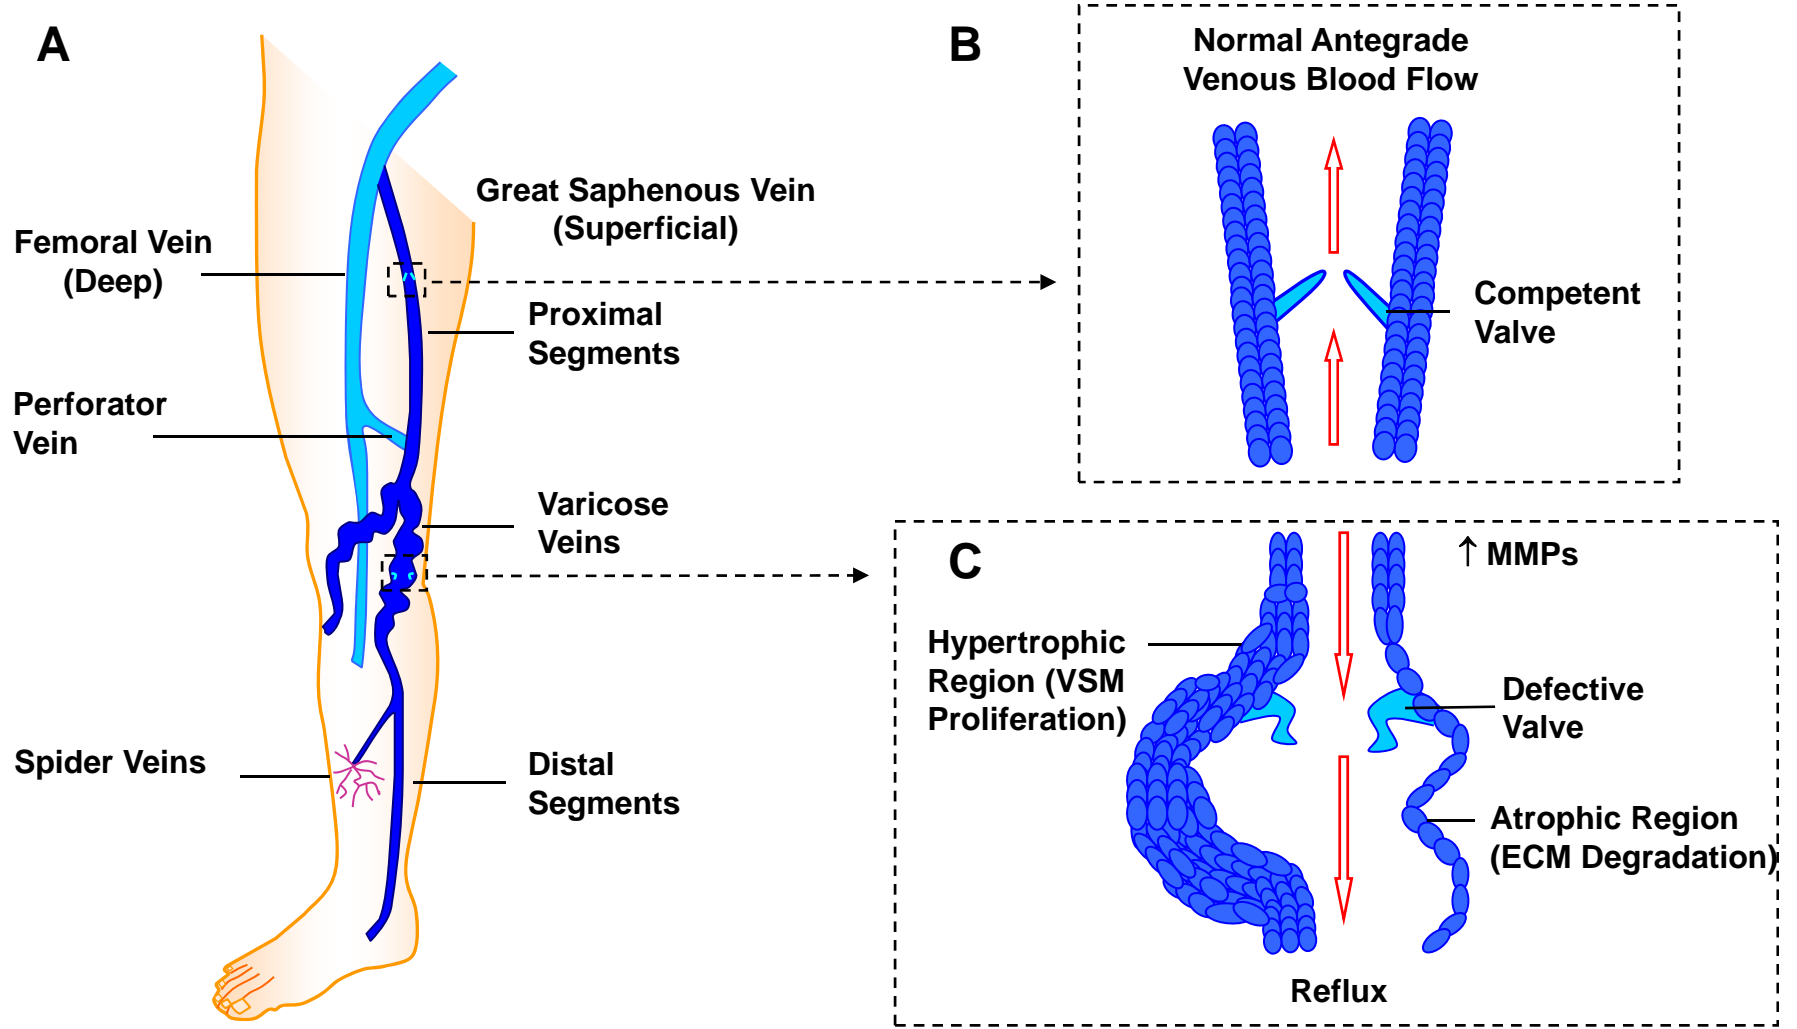 A
Great Saphenous Vein
(Superficial)
Femoral Vein
(Deep)
Proximal
Segments
Perforator
Vein
Varicose
Veins
Spider Veins
Distal
Segments
B
Normal Antegrade
Venous Blood Flow
Competent
Valve
C
↑ MMPs
Hypertrophic
Region (VSM
Proliferation)
Defective
Valve
Atrophic Region
(ECM Degradation)
Reflux